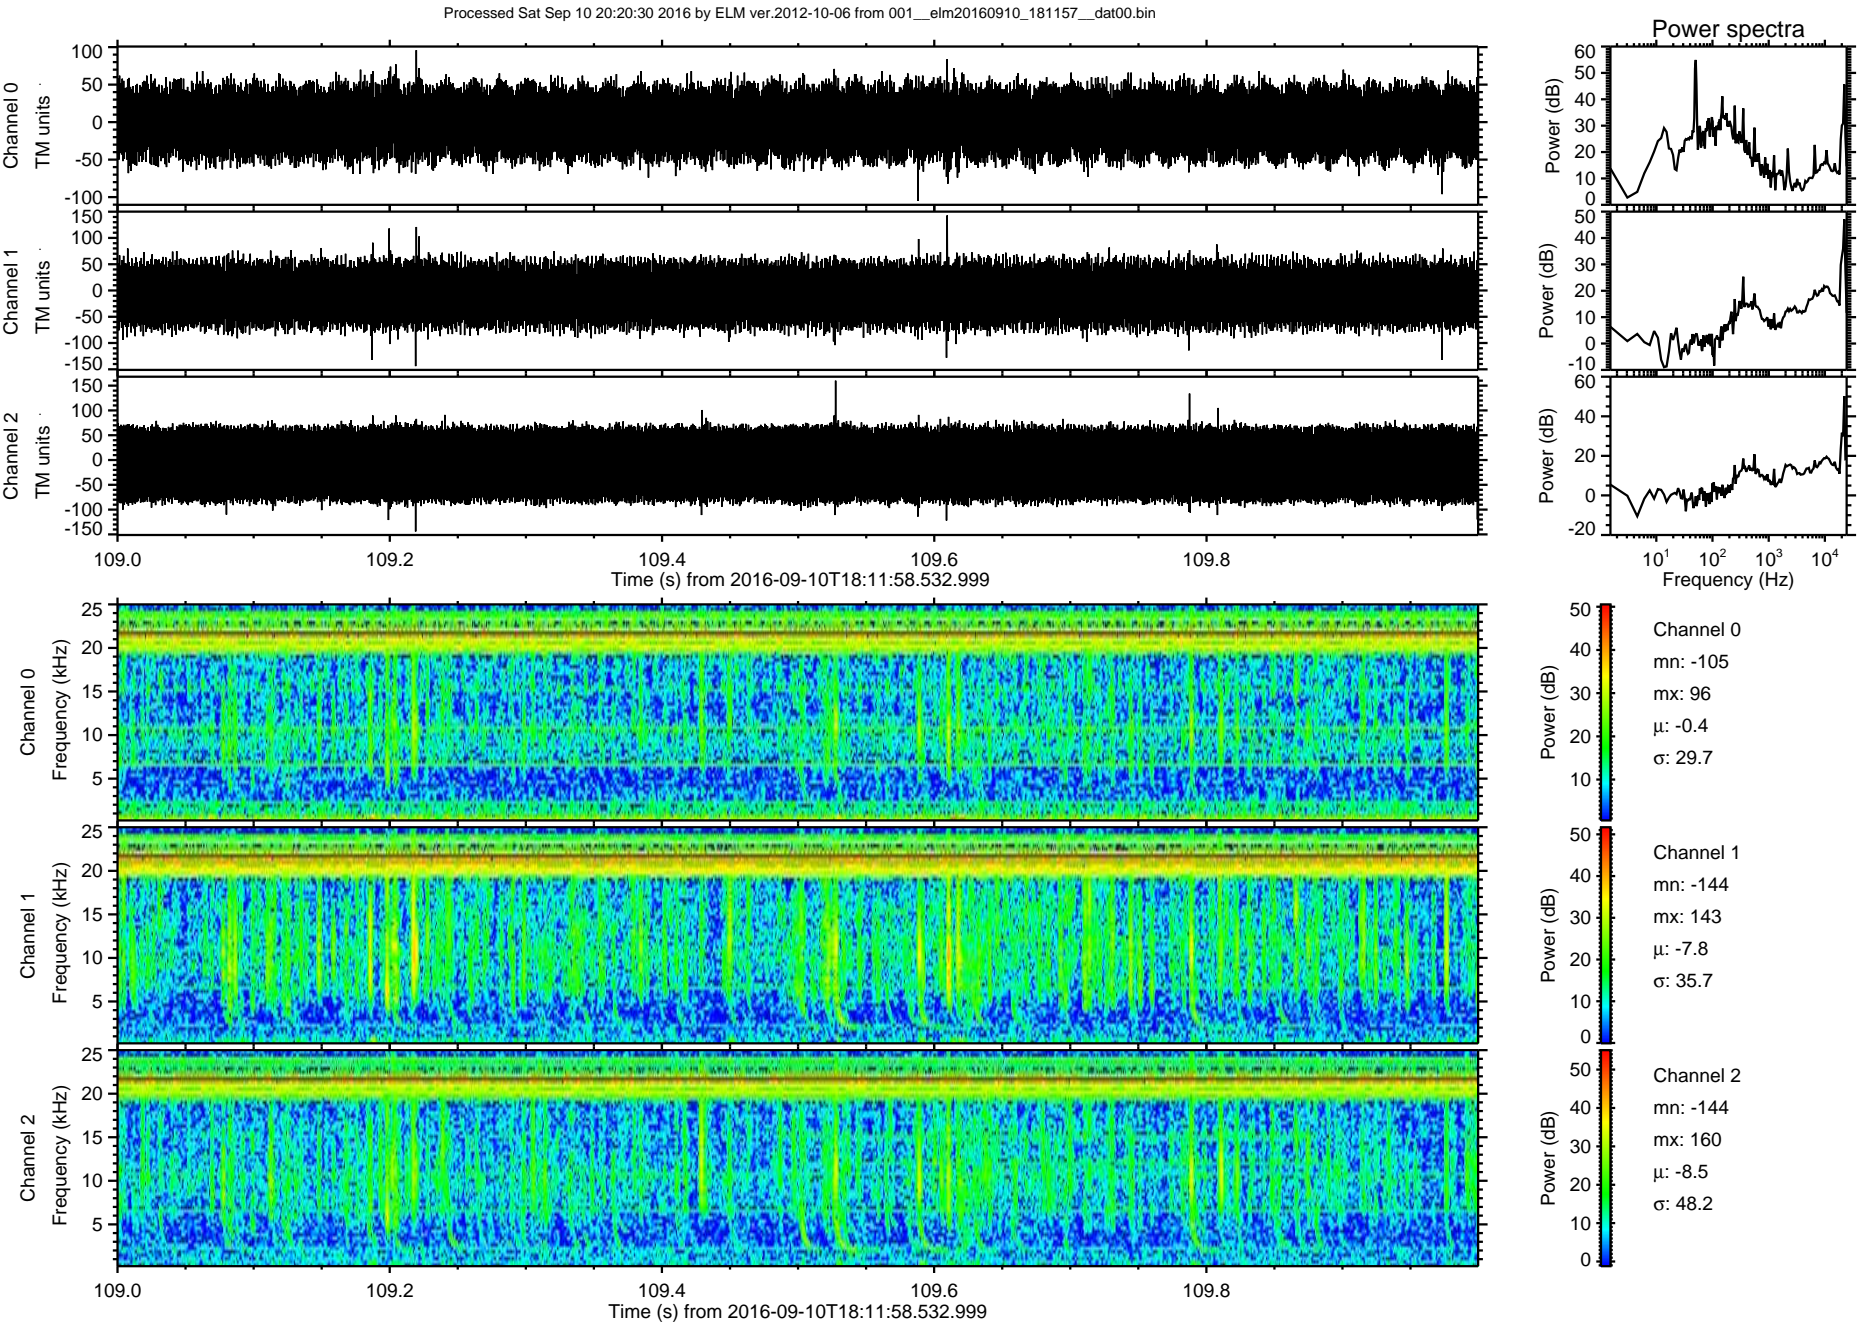 Processed Sat Sep 10 20:20:30 2016 by ELM ver.2012-10-06 from 001__elm20160910_181157__dat00.bin
Power spectra
Channel 0
TM units
100
50
0
-50
-100
Power (dB)
60
50
40
30
20
10
0
Channel 1
TM units
150
100
50
0
-50
-100
-150
Power (dB)
50
40
30
20
10
0
-10
Channel 2
TM units
150
100
50
0
-50
-100
-150
Power (dB)
60
40
20
0
-20
109.0 109.2 109.4 109.6 109.8
Time (s) from 2016-09-10T18:11:58.532.999
10¹ 10² 10³ 10⁴
Frequency (Hz)
Channel 0
Frequency (kHz)
25
20
15
10
5
Power (dB)
50
40
30
20
10
Channel 0
mn: -105
mx: 96
μ: -0.4
σ: 29.7
Channel 1
Frequency (kHz)
25
20
15
10
5
Power (dB)
50
40
30
20
10
0
Channel 1
mn: -144
mx: 143
μ: -7.8
σ: 35.7
Channel 2
Frequency (kHz)
25
20
15
10
5
Power (dB)
50
40
30
20
10
0
Channel 2
mn: -144
mx: 160
μ: -8.5
σ: 48.2
109.0 109.2 109.4 109.6 109.8
Time (s) from 2016-09-10T18:11:58.532.999